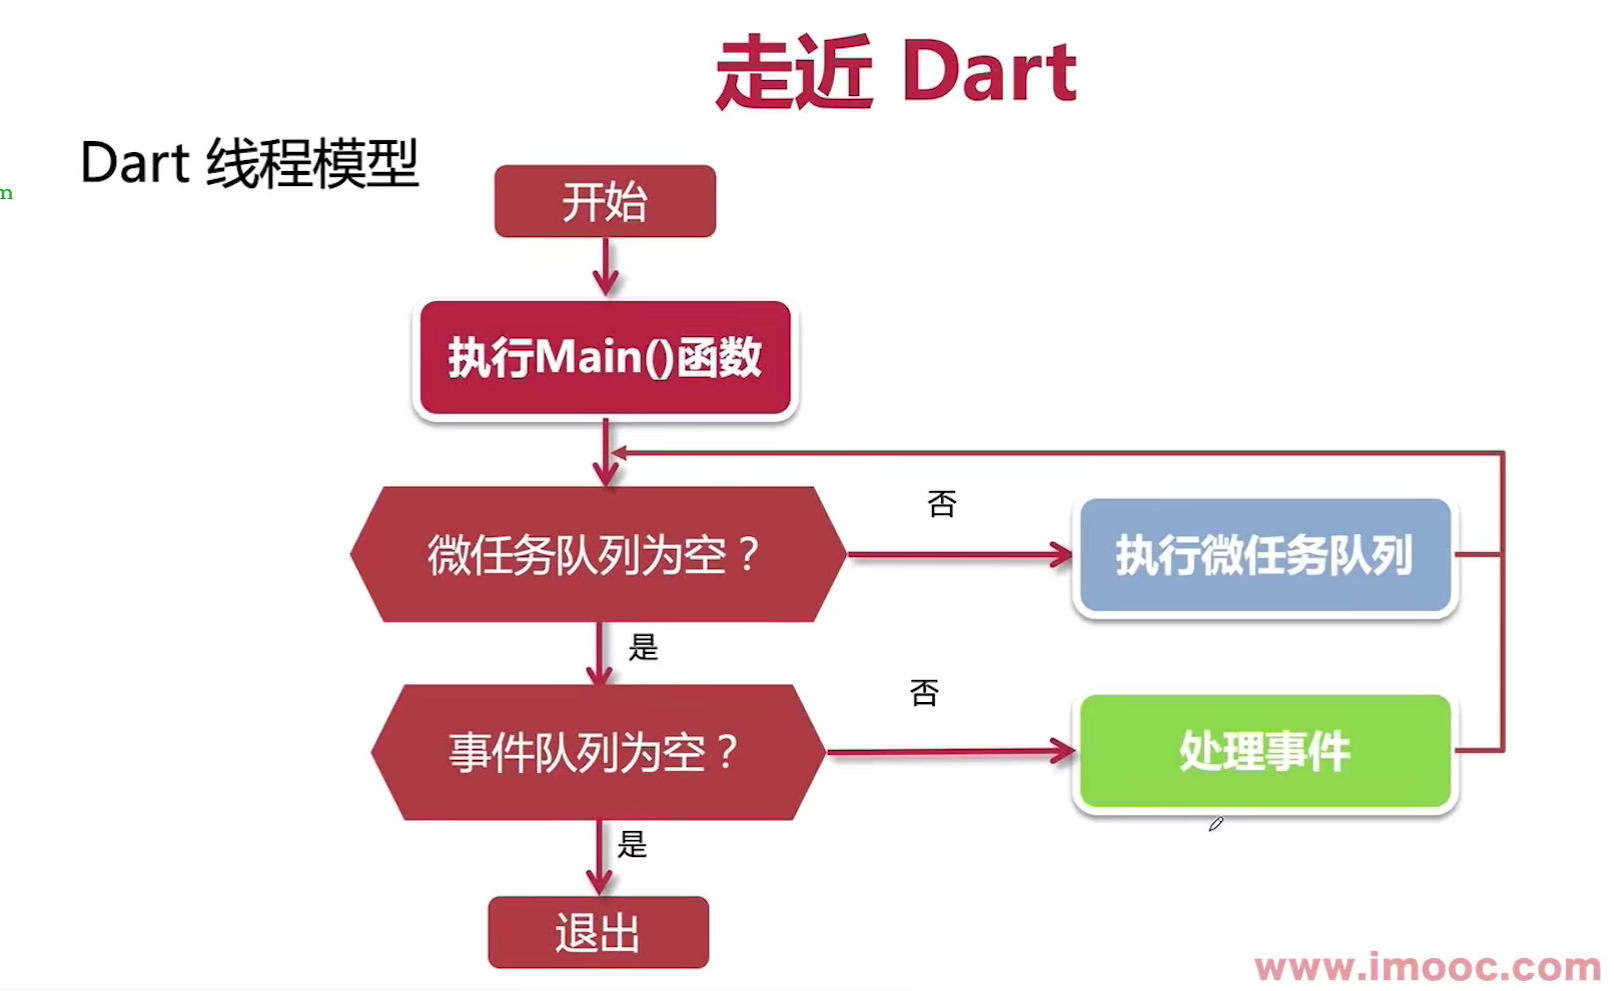 走近 Dart
Dart 线程模型
m
开始
执行Main()函数
否
微任务队列为空？
执行微任务队列
是
否
事件队列为空？
处理事件
是
退出
www.imooc.com